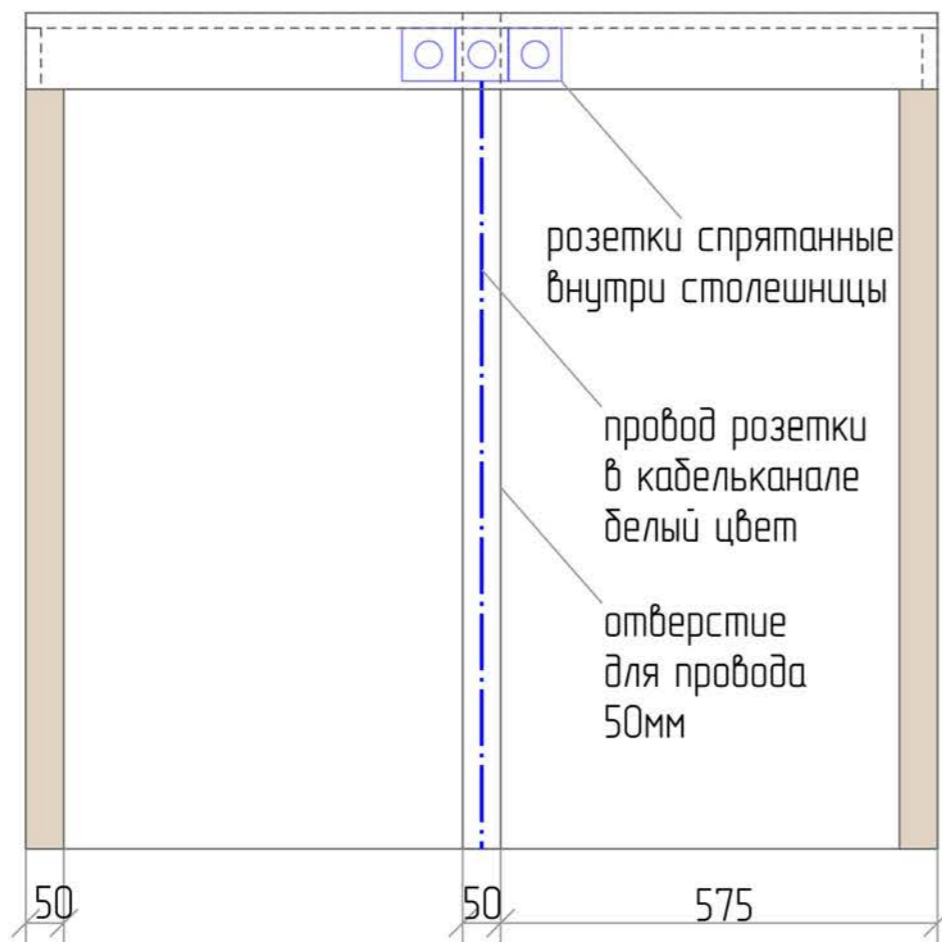 розетки спрятанные
внутри столешницы
провод розетки
в кабельканале
белый цвет
отверстие
для провода
50мм
50
50
575